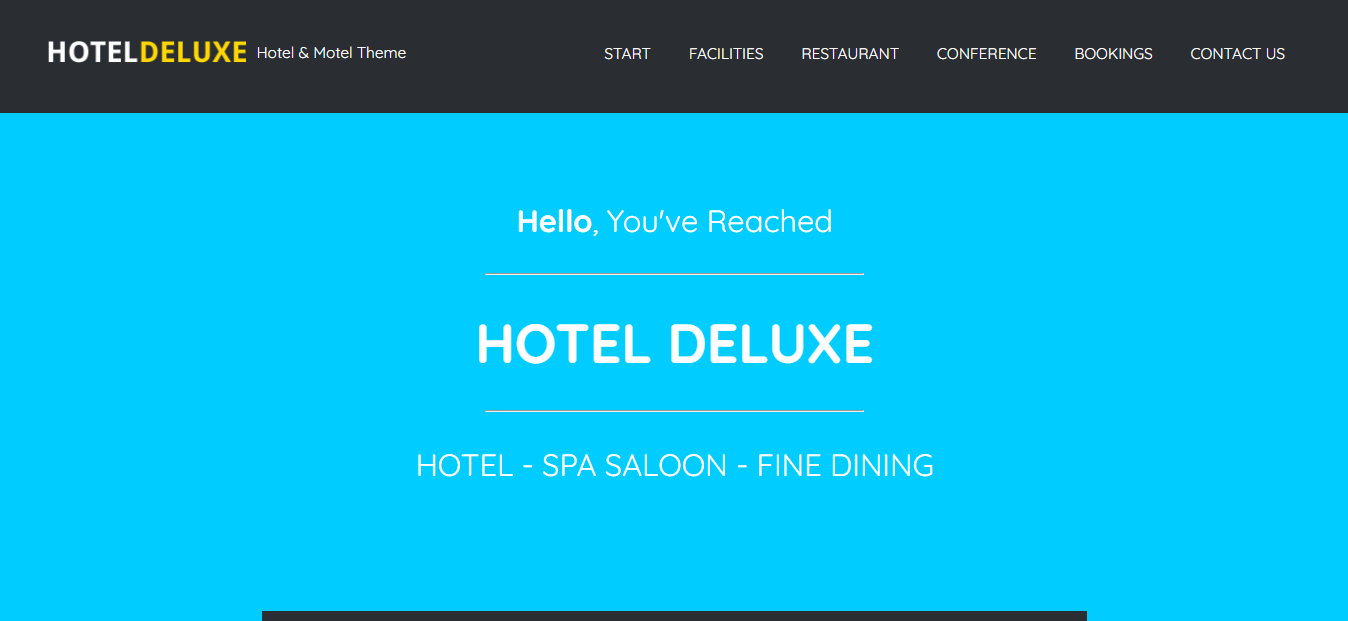 HOTELDELUXE Hotel & Motel Theme START FACILITIES RESTAURANT CONFERENCE BOOKINGS CONTACT US
Hello, You've Reached
HOTEL DELUXE
HOTEL - SPA SALOON - FINE DINING